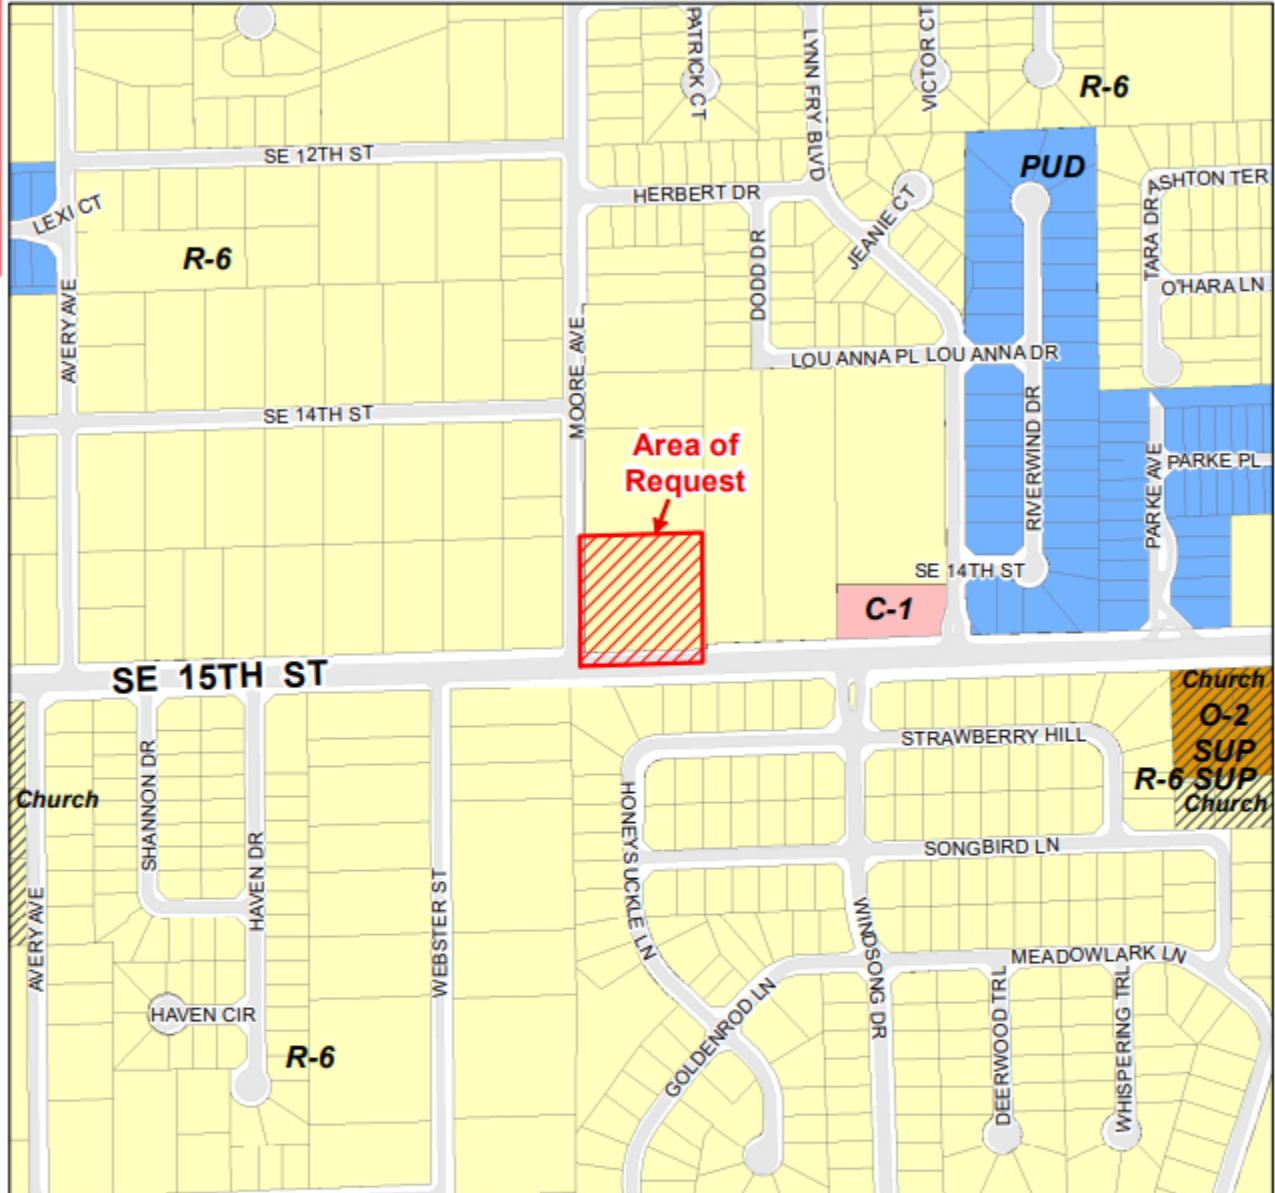 PATRICK CT
LYNN FRY BLVD
VICTOR CT
R-6
SE 12TH ST
PUD
HERBERT DR
ASHTON TER
LEXI CT
JEANIE CT
TARA DR
R-6
DODD DR
O'HARA LN
AVERY AVE
MOORE AVE
LOU ANNA PL
LOU ANNA DR
SE 14TH ST
RIVERWIND DR
Area of
Request
PARKE AVE
PARKE PL
SE 14TH ST
C-1
SE 15TH ST
Church
O-2
SUP
R-6 SUP
Church
STRAWBERRY HILL
SHANNON DR
Church
HONEYSUCKLE LN
SONGBIRD LN
HAVEN DR
AVERY AVE
WEBSTER ST
WINDSONG DR
MEADOWLARK LN
HAVEN CIR
GOLDENROD LN
DEERWOOD TRL
WHISPERING TRL
R-6